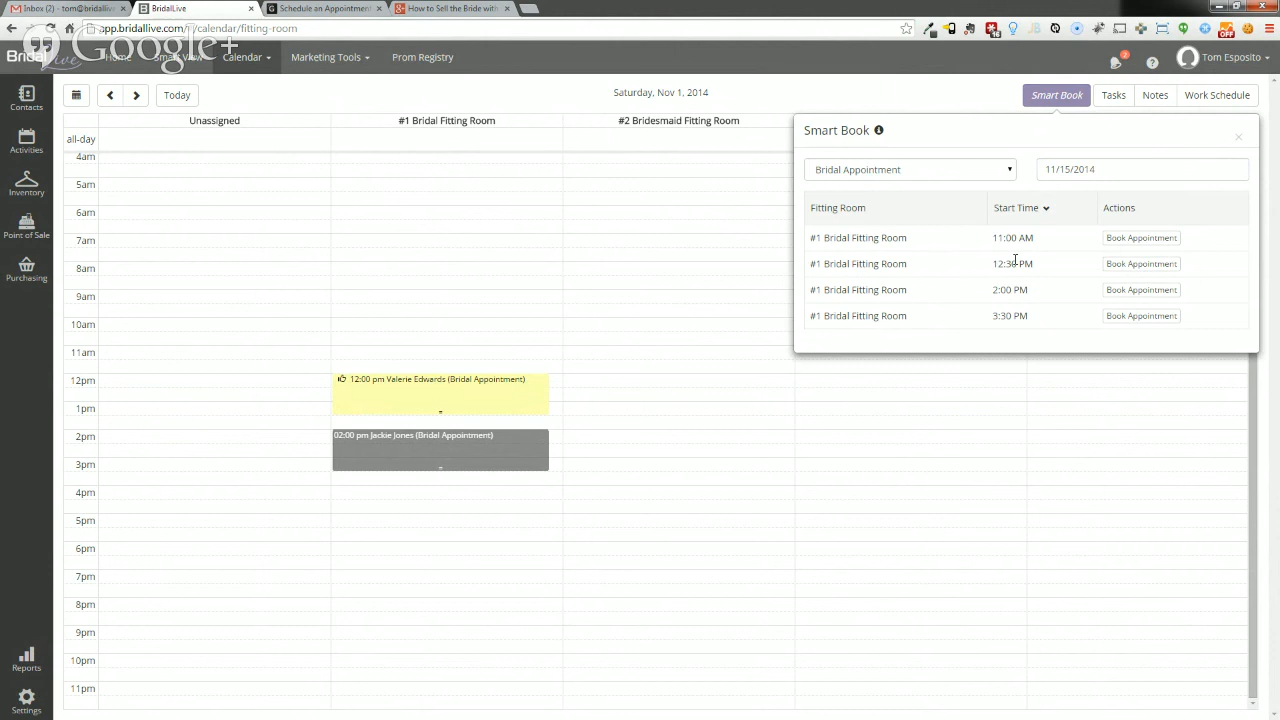 Inbox (2) - tom@bridalliv
BridalLive
Schedule an Appointment
How to Sell the Bride with
app.bridallive.com/#/calendar/fitting-room
Google+
BridalLive
Home
Smart View
Calendar
Marketing Tools
Prom Registry
2
Tom Esposito
Contacts
Activities
Inventory
Point of Sale
Purchasing
Reports
Settings
Today
Saturday, Nov 1, 2014
Smart Book
Tasks
Notes
Work Schedule
Unassigned
#1 Bridal Fitting Room
#2 Bridesmaid Fitting Room
all-day
4am
5am
6am
7am
8am
9am
10am
11am
12pm
1pm
2pm
3pm
4pm
5pm
6pm
7pm
8pm
9pm
10pm
11pm
12:00 pm Valerie Edwards (Bridal Appointment)
02:00 pm Jackie Jones (Bridal Appointment)
Smart Book
Bridal Appointment
11/15/2014
Fitting Room Start Time Actions
#1 Bridal Fitting Room 11:00 AM Book Appointment
#1 Bridal Fitting Room 12:30 PM Book Appointment
#1 Bridal Fitting Room 2:00 PM Book Appointment
#1 Bridal Fitting Room 3:30 PM Book Appointment